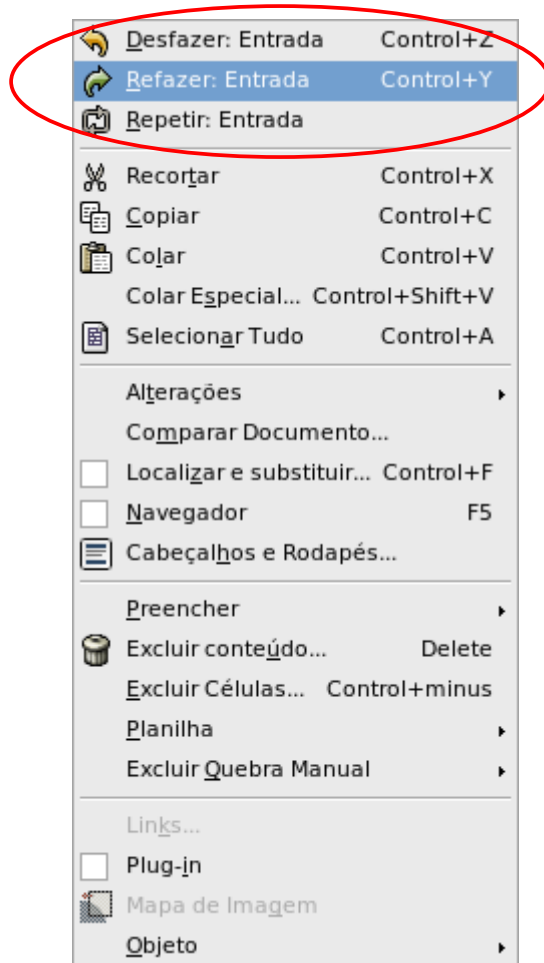 Desfazer: Entrada Control+Z
Refazer: Entrada Control+Y
Repetir: Entrada
Recortar Control+X
Copiar Control+C
Colar Control+V
Colar Especial... Control+Shift+V
Selecionar Tudo Control+A
Alterações
Comparar Documento...
Localizar e substituir... Control+F
Navegador F5
Cabeçalhos e Rodapés...
Preencher
Excluir conteúdo... Delete
Excluir Células... Control+minus
Planilha
Excluir Quebra Manual
Links...
Plug-in
Mapa de Imagem
Objeto